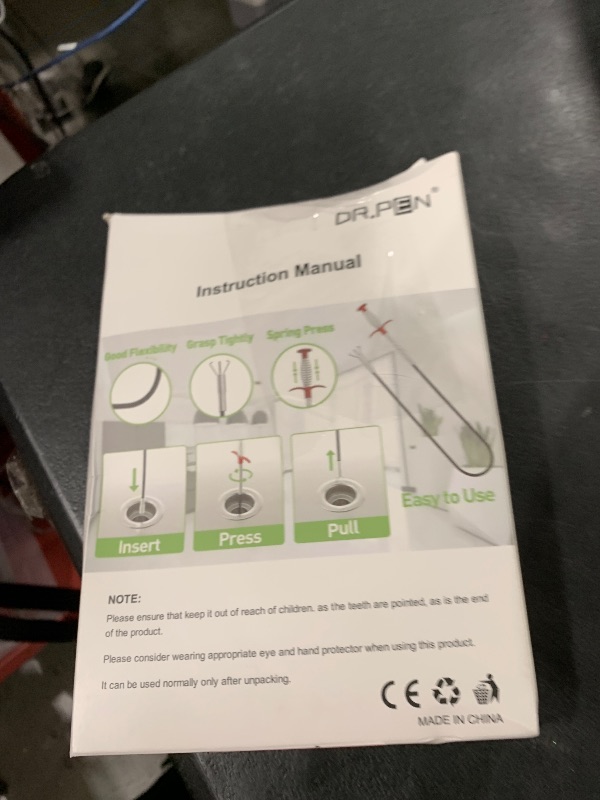 DR.PEN®
Instruction Manual
Good Flexibility Grasp Tightly Spring Press
Easy to Use
Insert Press Pull
NOTE:
Please ensure that keep it out of reach of children. as the teeth are pointed, as is the end
of the product.
Please consider wearing appropriate eye and hand protector when using this product.
It can be used normally only after unpacking.
CE
MADE IN CHINA